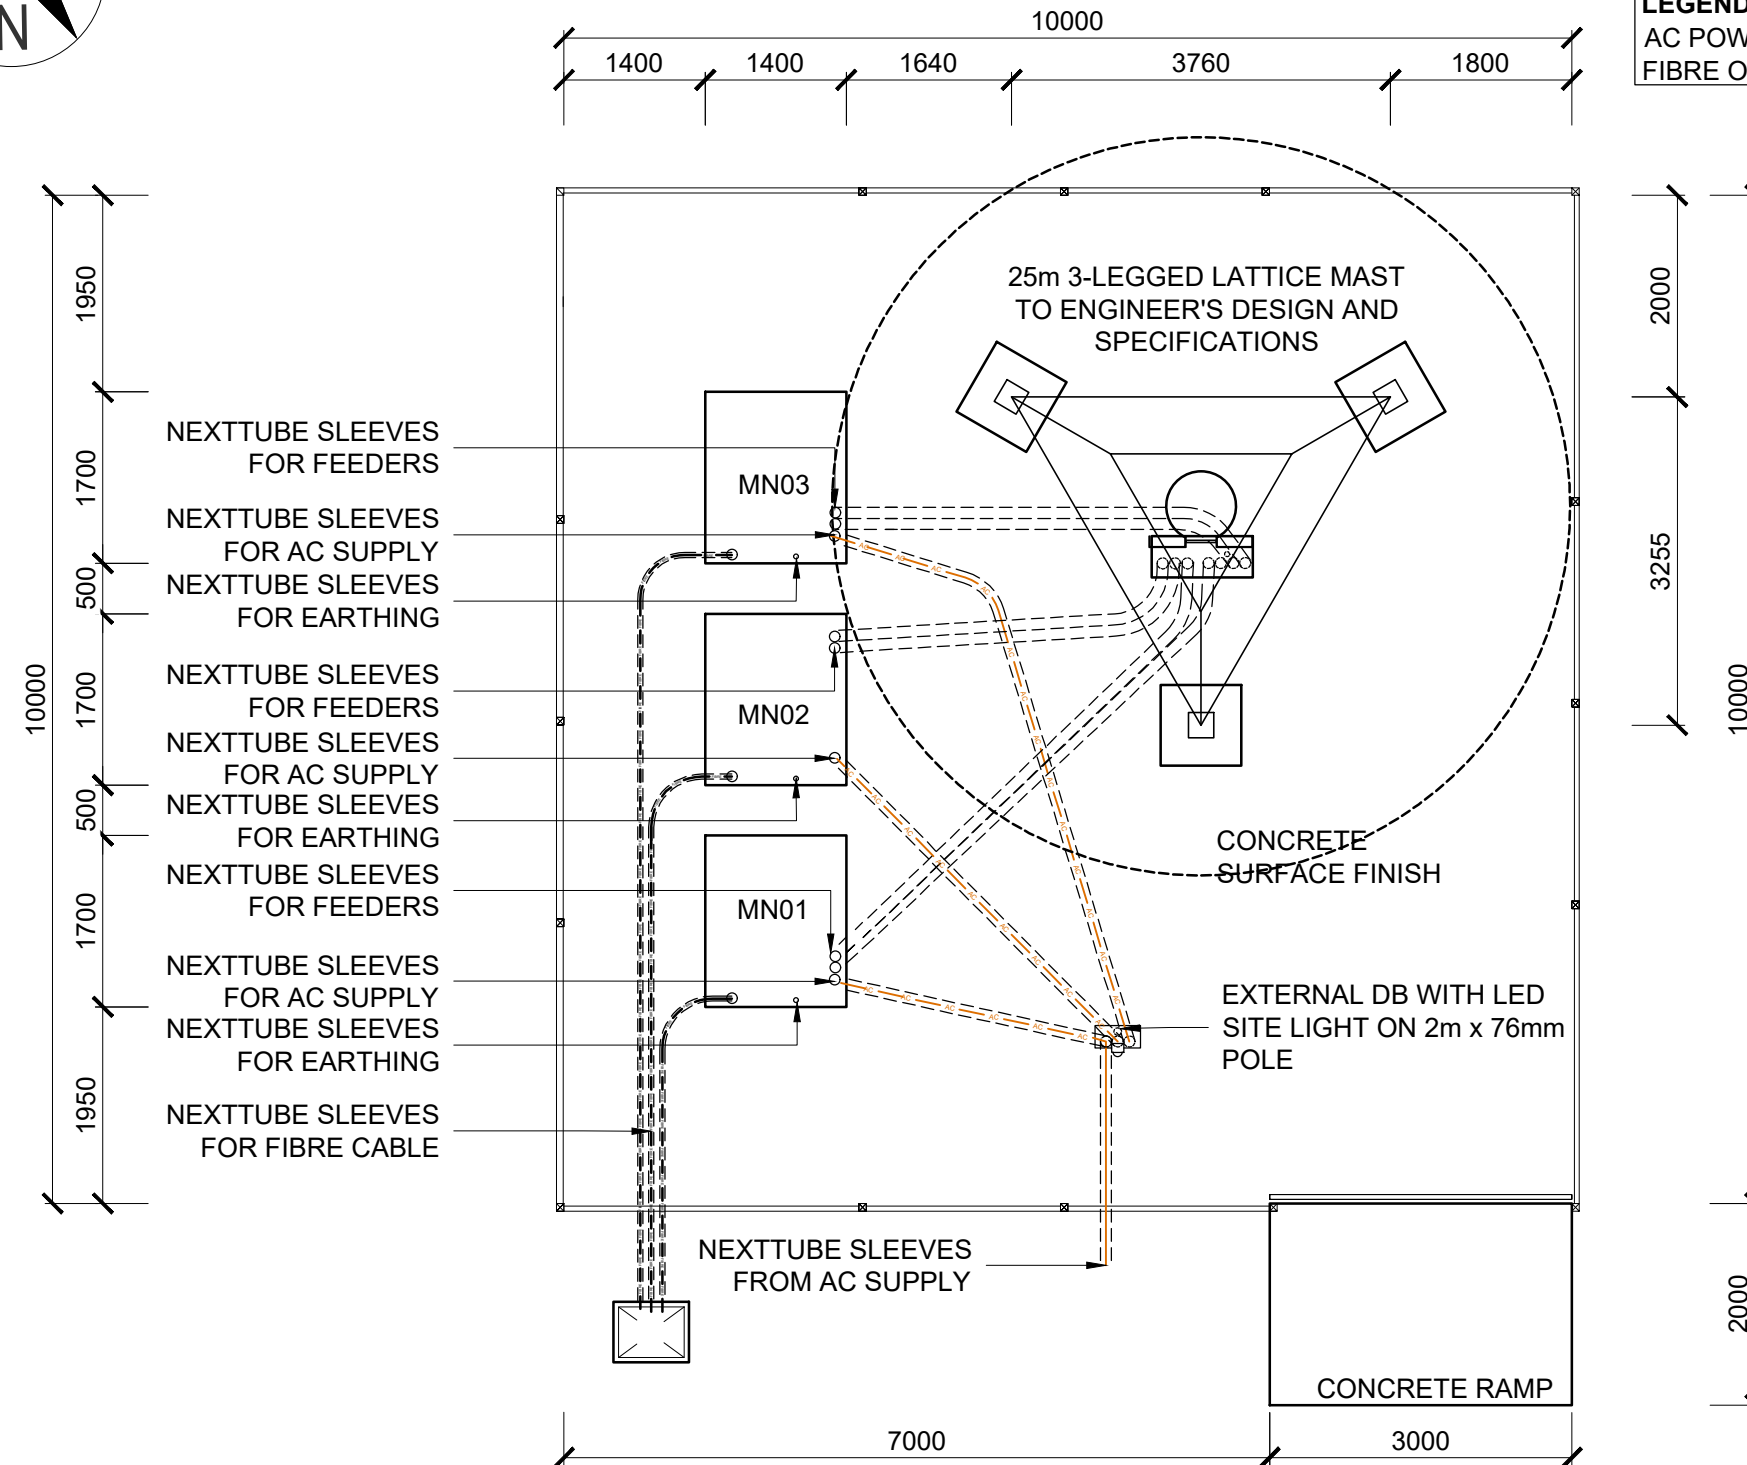 N
LEGEND
AC POW
FIBRE O
10000
1400
1400
1640
3760
1800
10000
1950
1700
500
1700
500
1700
1950
25m 3-LEGGED LATTICE MAST
TO ENGINEER'S DESIGN AND
SPECIFICATIONS
2000
3255
10000
2000
NEXTTUBE SLEEVES
FOR FEEDERS
NEXTTUBE SLEEVES
FOR AC SUPPLY
NEXTTUBE SLEEVES
FOR EARTHING
MN03
NEXTTUBE SLEEVES
FOR FEEDERS
NEXTTUBE SLEEVES
FOR AC SUPPLY
NEXTTUBE SLEEVES
FOR EARTHING
MN02
NEXTTUBE SLEEVES
FOR FEEDERS
NEXTTUBE SLEEVES
FOR AC SUPPLY
NEXTTUBE SLEEVES
FOR EARTHING
MN01
CONCRETE
SURFACE FINISH
EXTERNAL DB WITH LED
SITE LIGHT ON 2m x 76mm
POLE
NEXTTUBE SLEEVES
FOR FIBRE CABLE
NEXTTUBE SLEEVES
FROM AC SUPPLY
CONCRETE RAMP
7000
3000